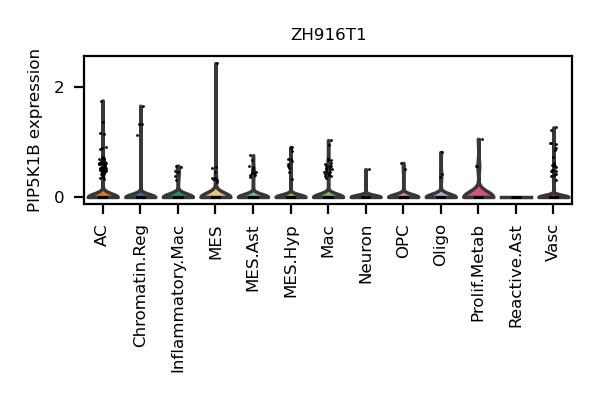 ZH916T1
PIP5K1B expression
2
0
AC
Chromatin.Reg
Inflammatory.Mac
MES
MES.Ast
MES.Hyp
Mac
Neuron
OPC
Oligo
Prolif.Metab
Reactive.Ast
Vasc